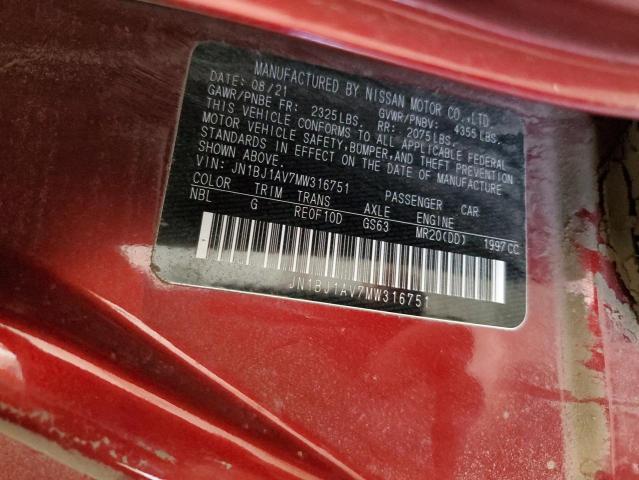 MANUFACTURED BY NISSAN MOTOR CO.,LTD.
DATE: 08/21 GVWR/PNBV: 4355LBS.
GAWR/PNBE FR: 2325LBS. RR: 2075LBS.
THIS VEHICLE CONFORMS TO ALL APPLICABLE FEDERAL
MOTOR VEHICLE SAFETY,BUMPER,AND THEFT PREVENTION
STANDARDS IN EFFECT ON THE DATE OF MANUFACTURE
SHOWN ABOVE.
VIN: JN1BJ1AV7MW316751 PASSENGER CAR
COLOR TRIM TRANS AXLE ENGINE
NBL G RE0F10D GS63 MR20(DD) 1997CC
JN1BJ1AV7MW316751